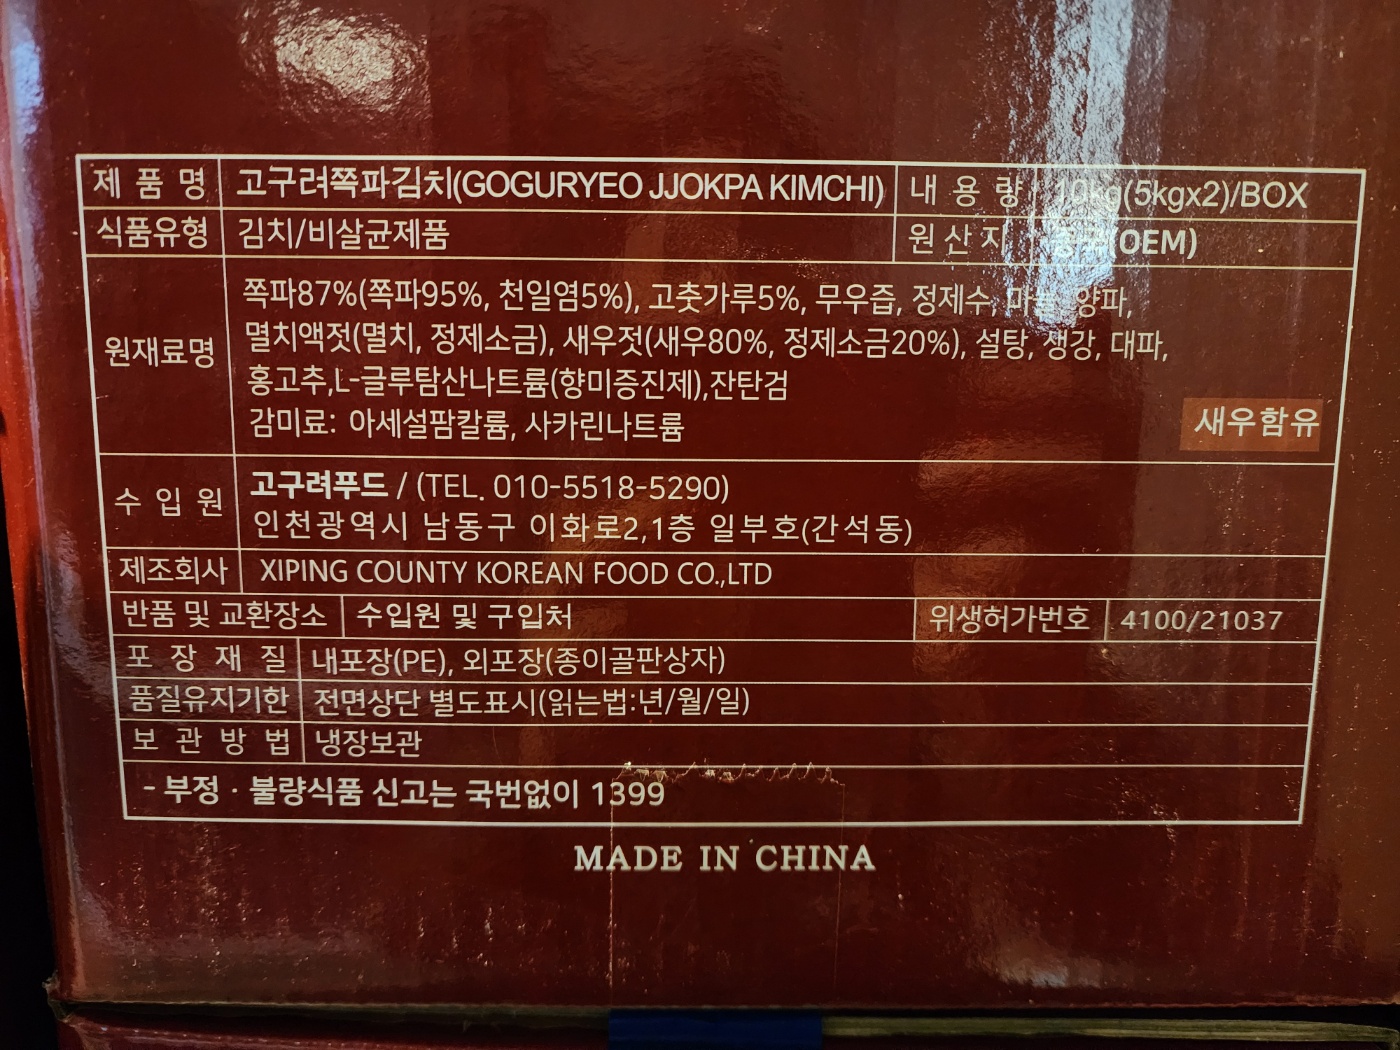 제 품 명 고구려쪽파김치(GOGURYEO JJOKPA KIMCHI) 내 용 량 10kg(5kgx2)/BOX
식품유형 김치/비살균제품 원 산 지 중국(OEM)
원재료명
쪽파87%(쪽파95%, 천일염5%), 고춧가루5%, 무우즙, 정제수, 마늘, 양파,
멸치액젓(멸치, 정제소금), 새우젓(새우80%, 정제소금20%), 설탕, 생강, 대파,
홍고추,L-글루탐산나트륨(향미증진제),잔탄검
감미료: 아세설팜칼륨, 사카린나트륨
새우함유
수 입 원
고구려푸드 / (TEL. 010-5518-5290)
인천광역시 남동구 이화로2,1층 일부호(간석동)
제조회사 XIPING COUNTY KOREAN FOOD CO.,LTD
반품 및 교환장소 수입원 및 구입처 위생허가번호 4100/21037
포 장 재 질 내포장(PE), 외포장(종이골판상자)
품질유지기한 전면상단 별도표시(읽는법:년/월/일)
보 관 방 법 냉장보관
- 부정 · 불량식품 신고는 국번없이 1399
MADE IN CHINA